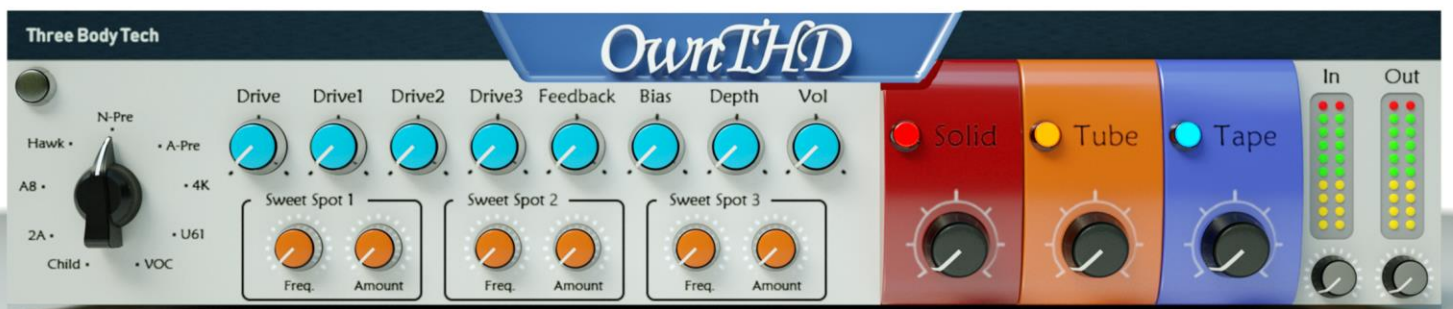 Three Body Tech
OwnTHD
N-Pre
Hawk
A-Pre
A8
4K
2A
U61
Child
VOC
Drive Drive1 Drive2 Drive3 Feedback Bias Depth Vol
Sweet Spot 1 Sweet Spot 2 Sweet Spot 3
Freq. Amount Freq. Amount Freq. Amount
Solid Tube Tape
In Out